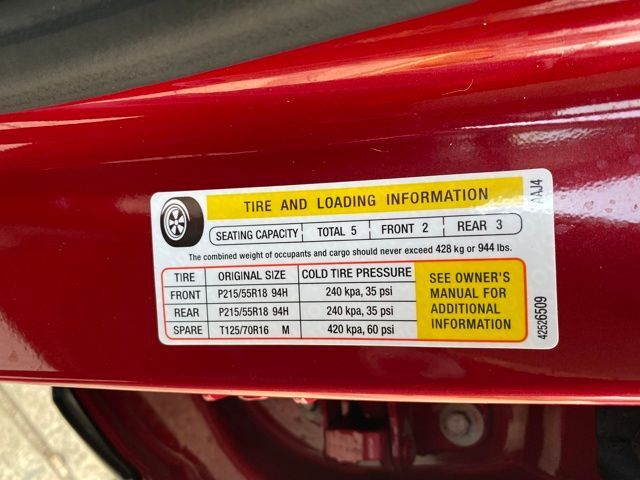 TIRE AND LOADING INFORMATION
SEATING CAPACITY TOTAL 5 FRONT 2 REAR 3
The combined weight of occupants and cargo should never exceed 428 kg or 944 lbs.
TIRE ORIGINAL SIZE COLD TIRE PRESSURE
FRONT P215/55R18 94H 240 kpa, 35 psi
REAR P215/55R18 94H 240 kpa, 35 psi
SPARE T125/70R16 M 420 kpa, 60 psi
SEE OWNER'S
MANUAL FOR
ADDITIONAL
INFORMATION
42526509
AAJ4